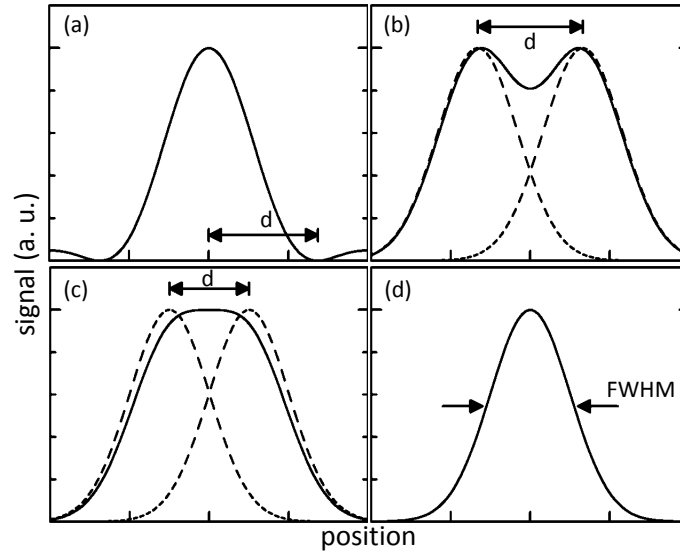 (a)
d
(b)
d
signal (a. u.)
(c)
d
(d)
FWHM
position